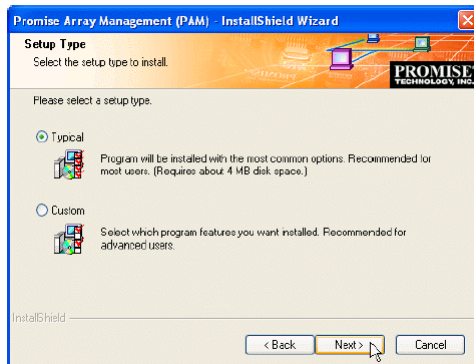 Promise Array Management (PAM) - InstallShield Wizard
Setup Type
Select the setup type to install.
PROMISE
TECHNOLOGY, INC.
Please select a setup type.
Typical
Program will be installed with the most common options. Recommended for
most users. (Requires about 4 MB disk space.)
Custom
Select which program features you want installed. Recommended for
advanced users.
InstallShield
< Back
Next >
Cancel